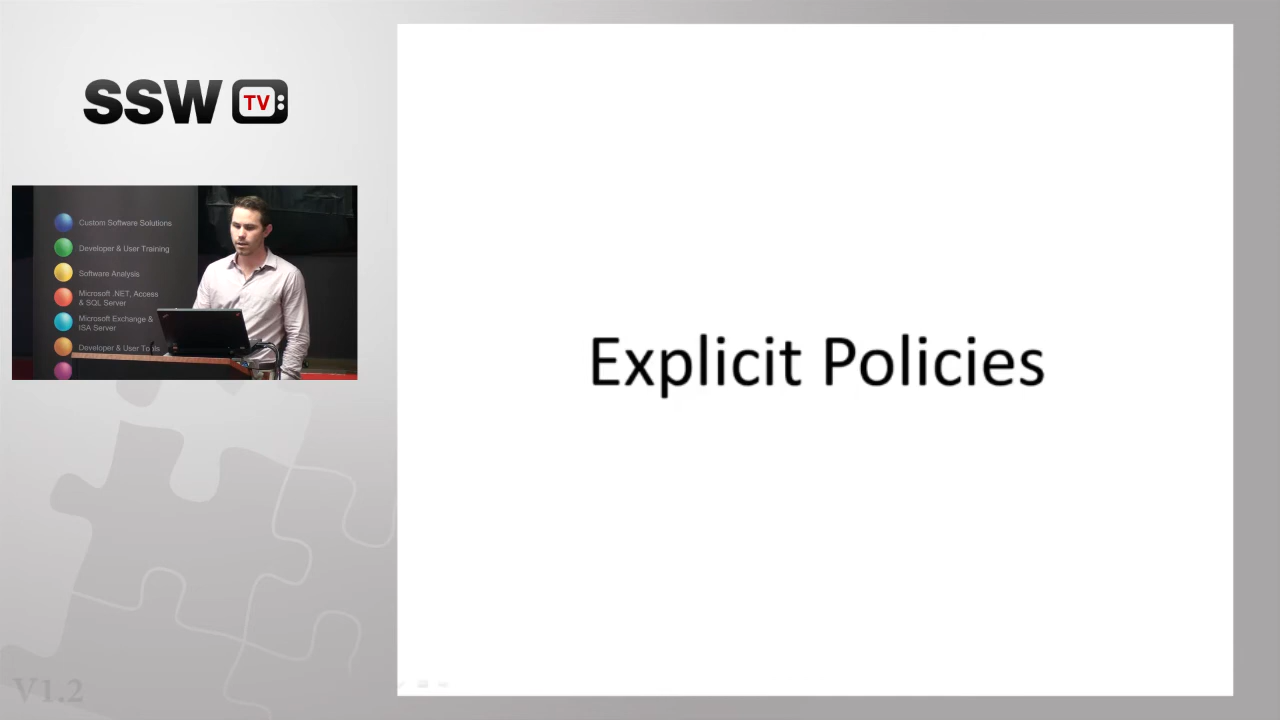 SSW TV
Custom Software Solutions
Developer & User Training
Software Analysis
Microsoft .NET, Access
& SQL Server
Microsoft Exchange &
ISA Server
Developer & User Tools
Explicit Policies
V1.2